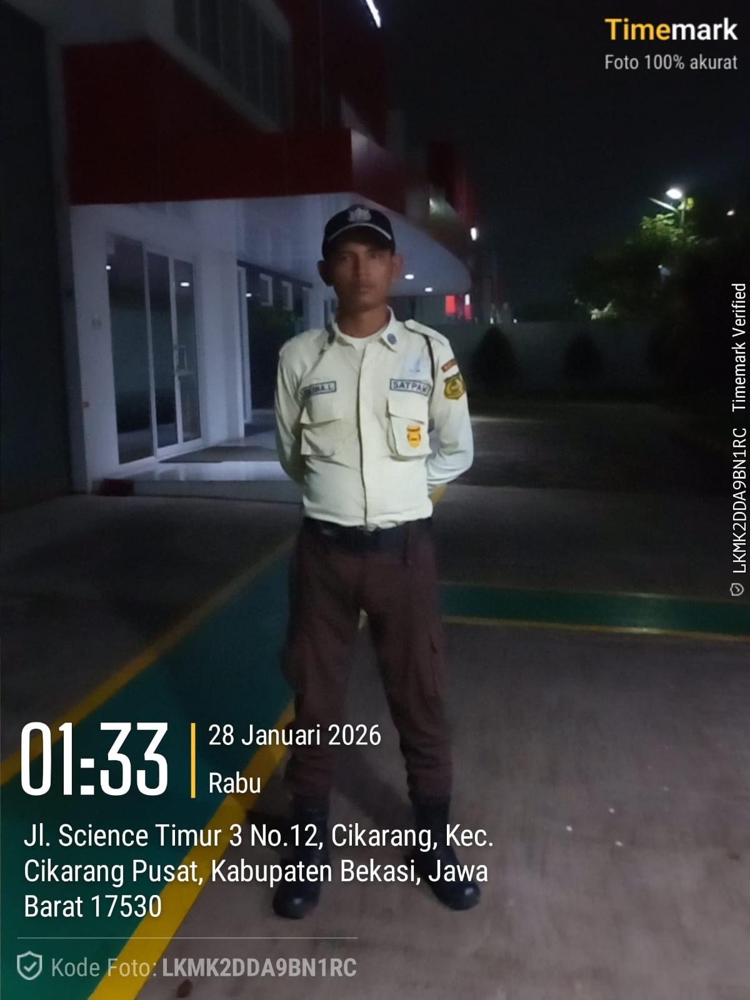 Timemark
Foto 100% akurat
SATPAM
LKMK2DDA9BN1RC Timemark Verified
01:33
28 Januari 2026
Rabu
Jl. Science Timur 3 No.12, Cikarang, Kec.
Cikarang Pusat, Kabupaten Bekasi, Jawa
Barat 17530
Kode Foto: LKMK2DDA9BN1RC